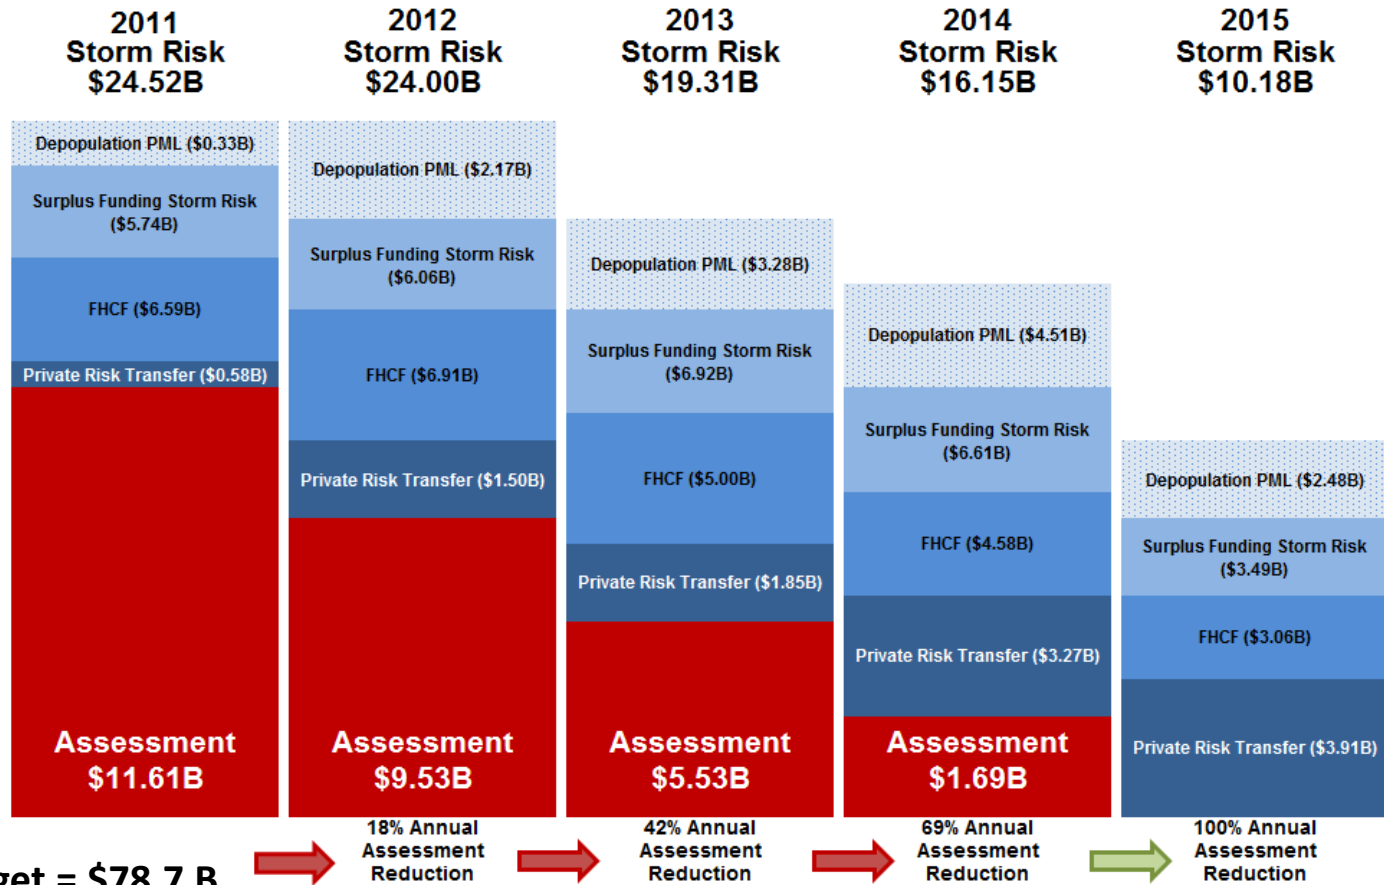 2011
Storm Risk
$24.52B
Depopulation PML ($0.33B)
Surplus Funding Storm Risk
($5.74B)
FHCF ($6.59B)
Private Risk Transfer ($0.58B)
Assessment
$11.61B
2012
Storm Risk
$24.00B
Depopulation PML ($2.17B)
Surplus Funding Storm Risk
($6.06B)
FHCF ($6.91B)
Private Risk Transfer ($1.50B)
Assessment
$9.53B
18% Annual
Assessment
Reduction
2013
Storm Risk
$19.31B
Depopulation PML ($3.28B)
Surplus Funding Storm Risk
($6.92B)
FHCF ($5.00B)
Private Risk Transfer ($1.85B)
Assessment
$5.53B
42% Annual
Assessment
Reduction
2014
Storm Risk
$16.15B
Depopulation PML ($4.51B)
Surplus Funding Storm Risk
($6.61B)
FHCF ($4.58B)
Private Risk Transfer ($3.27B)
Assessment
$1.69B
69% Annual
Assessment
Reduction
2015
Storm Risk
$10.18B
Depopulation PML ($2.48B)
Surplus Funding Storm Risk
($3.49B)
FHCF ($3.06B)
Private Risk Transfer ($3.91B)
100% Annual
Assessment
Reduction
get = $78.7 B